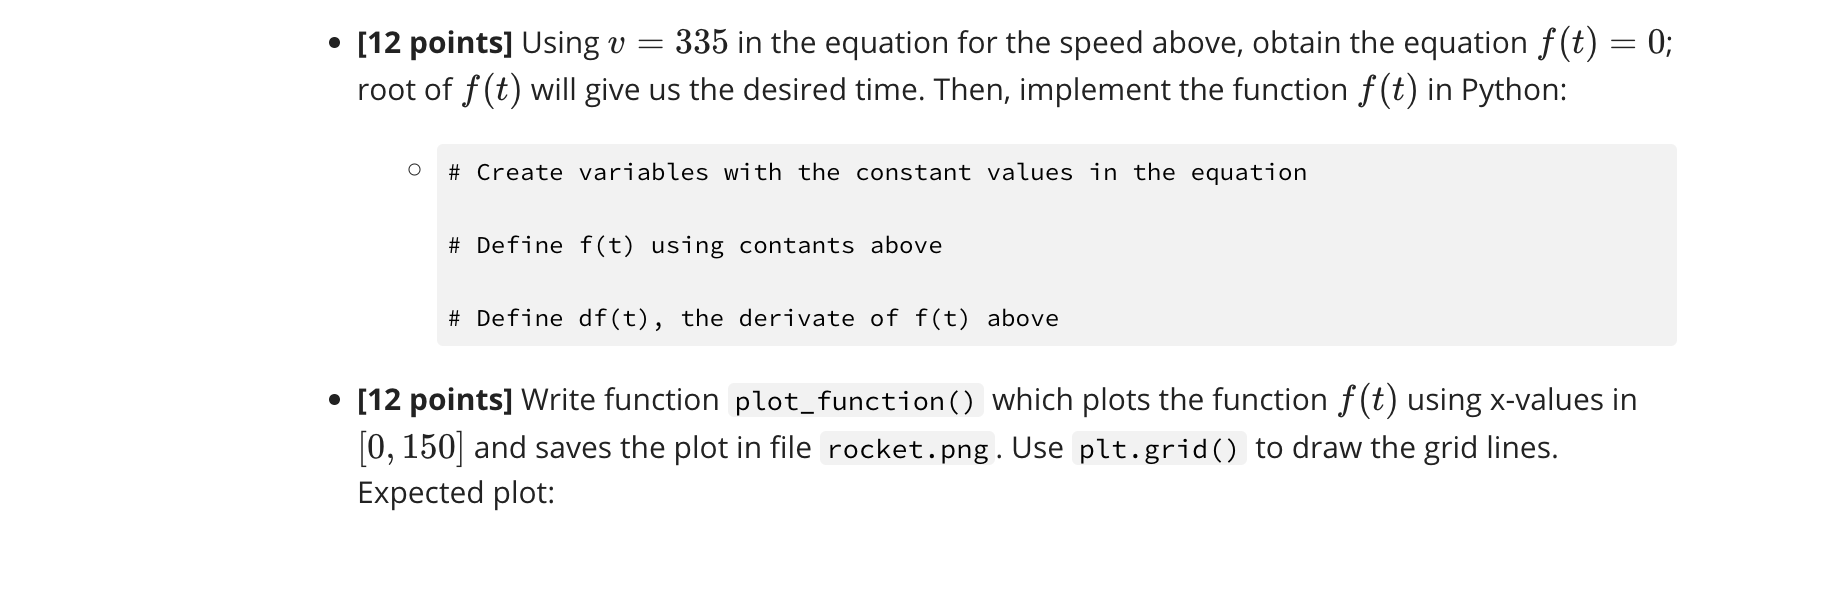 • [12 points] Using v = 335 in the equation for the speed above, obtain the equation f(t) = 0;
root of f(t) will give us the desired time. Then, implement the function f(t) in Python:
# Create variables with the constant values in the equation
# Define f(t) using contants above
# Define df(t), the derivate of f(t) above
• [12 points] Write function plot_function() which plots the function f(t) using x-values in
[0, 150] and saves the plot in file rocket.png. Use plt.grid() to draw the grid lines.
Expected plot: